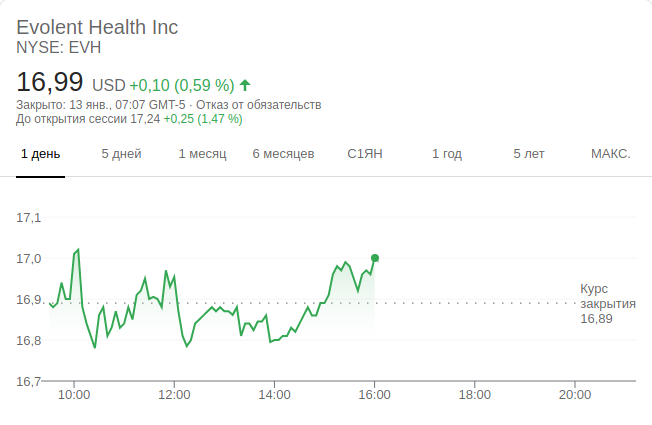 Evolent Health Inc
NYSE: EVH
16,99 USD +0,10 (0,59 %)
Закрыто: 13 янв., 07:07 GMT-5 · Отказ от обязательств
До открытия сессии 17,24 +0,25 (1,47 %)
1 день 5 дней 1 месяц 6 месяцев С1ЯН 1 год 5 лет МАКС.
17,1
17,0
16,9
16,8
16,7
Курс
закрытия
16,89
10:00 12:00 14:00 16:00 18:00 20:00